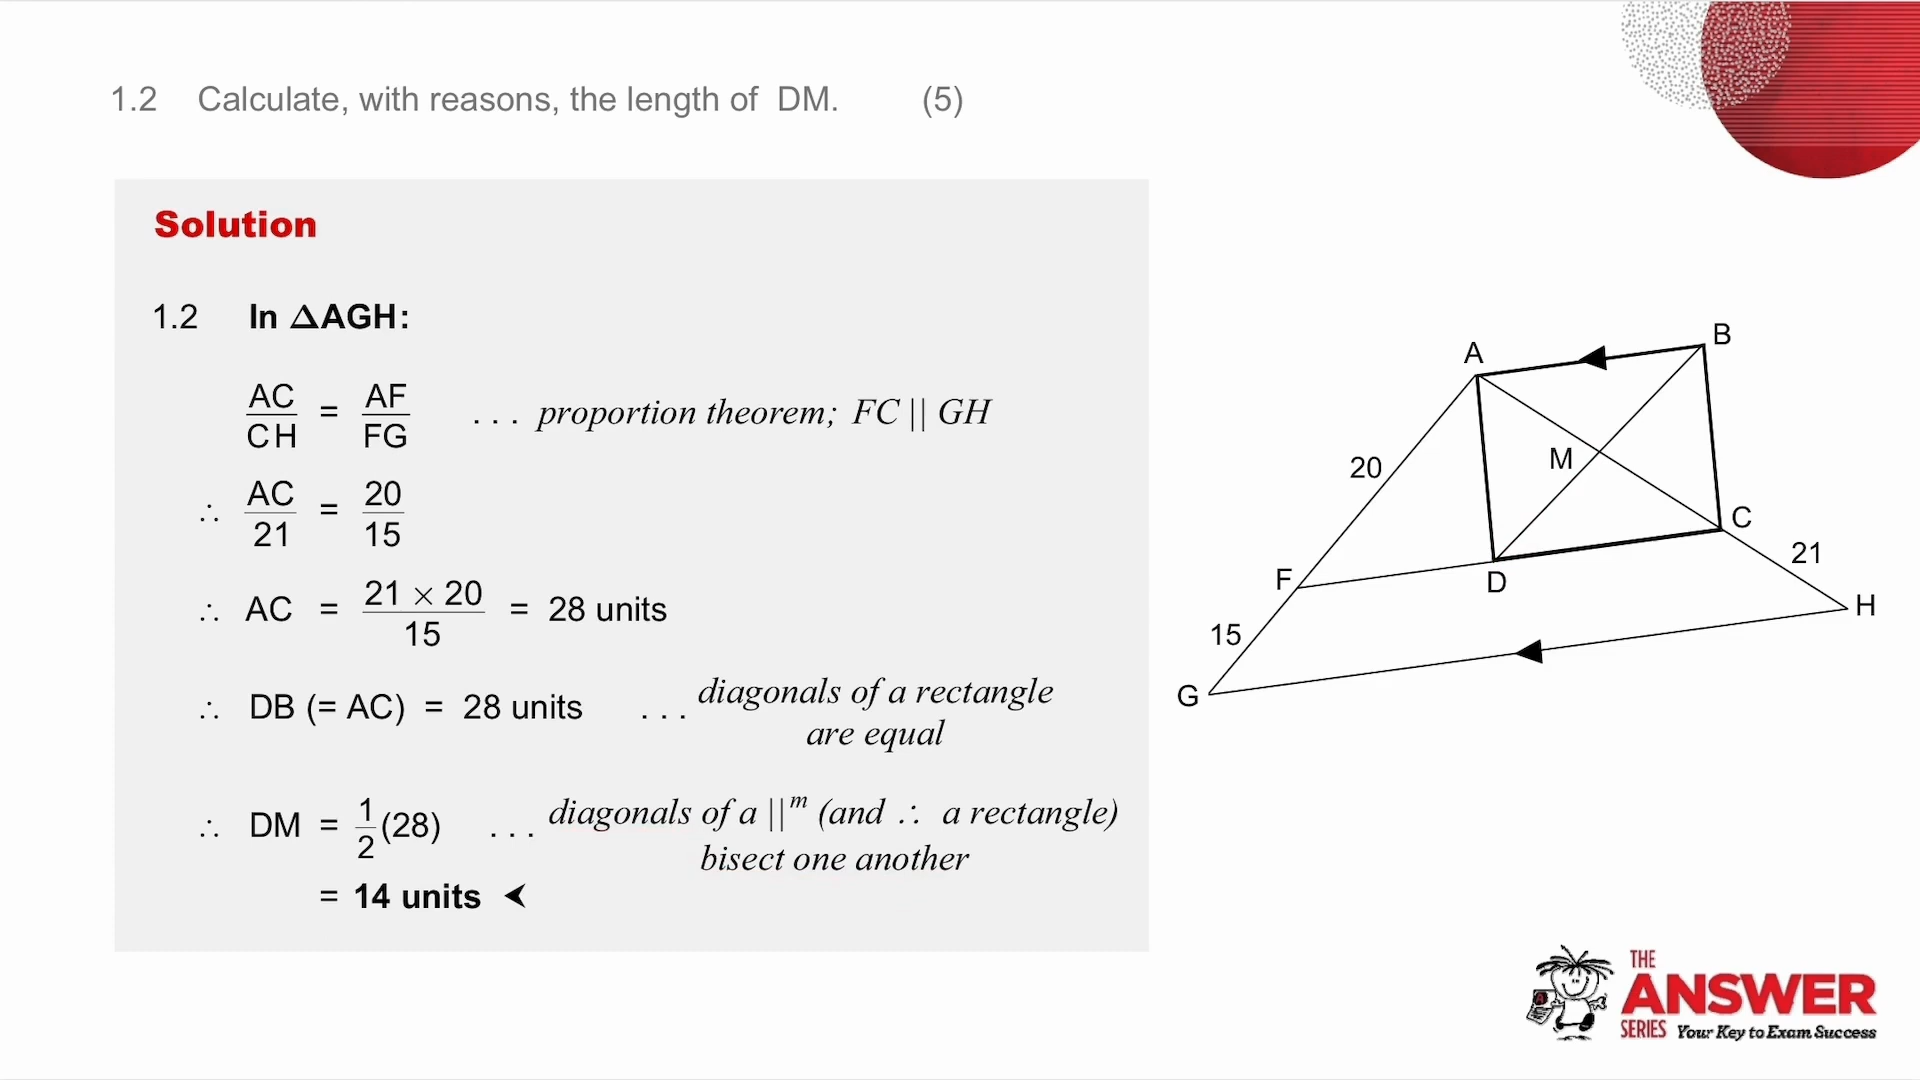 1.2 Calculate, with reasons, the length of DM. (5)
Solution
1.2 In ΔAGH:
AC/CH = AF/FG . . . proportion theorem; FC || GH
∴ AC/21 = 20/15
∴ AC = 21 × 20/15 = 28 units
∴ DB (= AC) = 28 units . . . diagonals of a rectangle
are equal
∴ DM = 1/2(28) . . . diagonals of a ||ᵐ (and ∴ a rectangle)
bisect one another
= 14 units ⮜
A
B
20
M
C
21
F
D
H
15
G
THE
ANSWER
SERIES Your Key to Exam Success